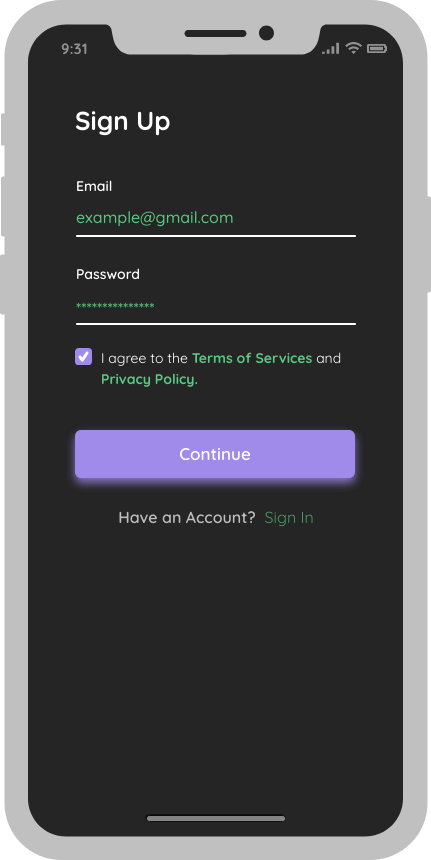 9:31
Sign Up
Email
example@gmail.com
Password
***************
I agree to the Terms of Services and
Privacy Policy.
Continue
Have an Account? Sign In